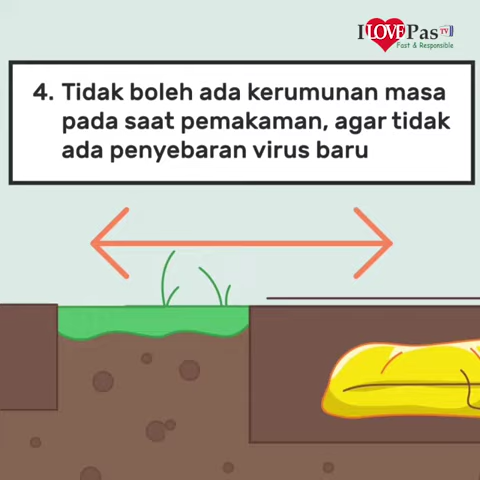 I LOVE Pas TV
Fast & Responsible
4. Tidak boleh ada kerumunan masa
pada saat pemakaman, agar tidak
ada penyebaran virus baru